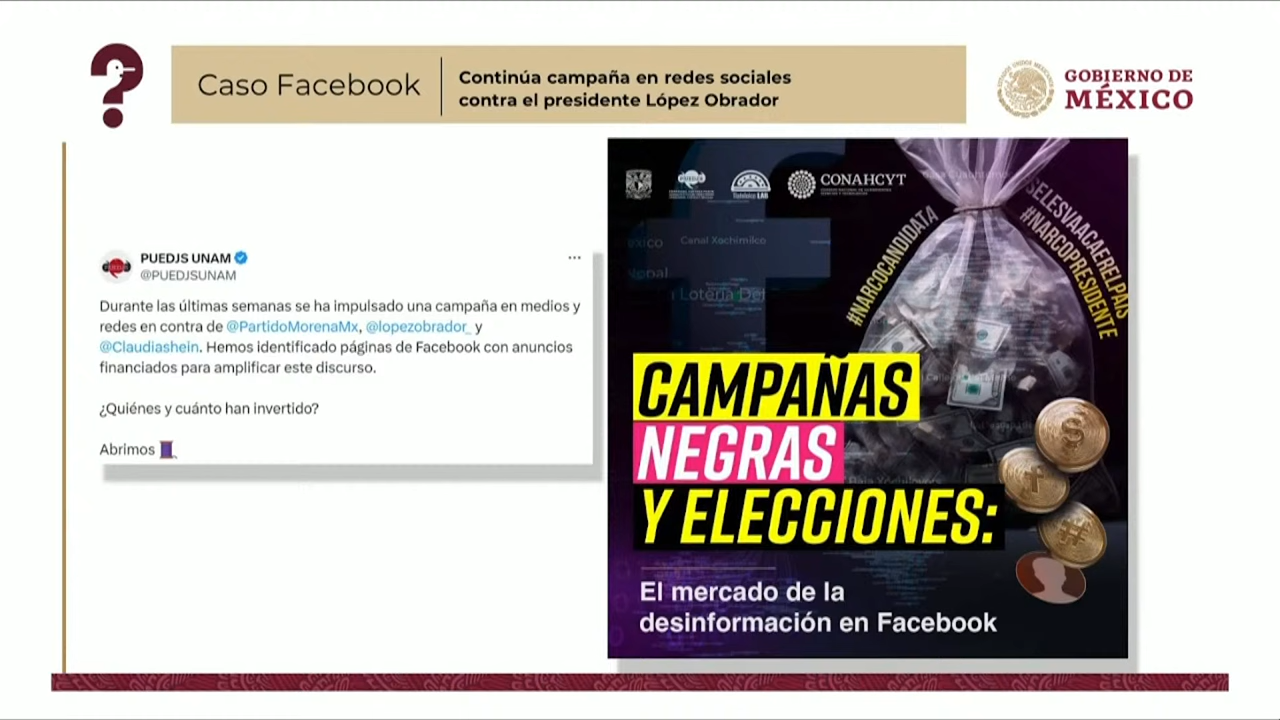 Caso Facebook
Continúa campaña en redes sociales
contra el presidente López Obrador
GOBIERNO DE
MÉXICO
PUEDJS UNAM
@PUEDJSUNAM
Durante las últimas semanas se ha impulsado una campaña en medios y
redes en contra de @PartidoMorenaMx, @lopezobrador_ y
@Claudiashein. Hemos identificado páginas de Facebook con anuncios
financiados para amplificar este discurso.
¿Quiénes y cuánto han invertido?
Abrimos
CONAHCYT
#NARCOCANDIDATA
#SELESVAACAERELPAIS
#NARCOPRESIDENTE
Canal Xochimilco
CAMPAÑAS
NEGRAS
Y ELECCIONES:
El mercado de la
desinformación en Facebook